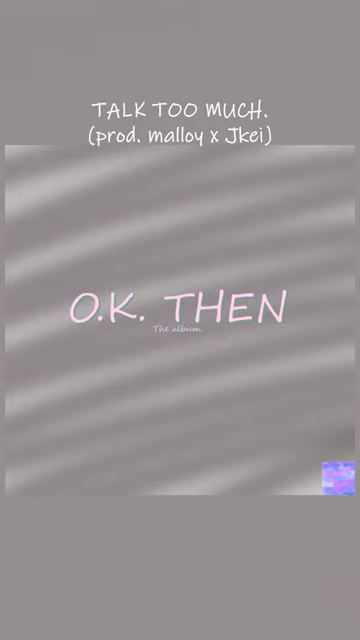 TALK TOO MUCH.
(prod. malloy x Jkei)
O.K. THEN
The album